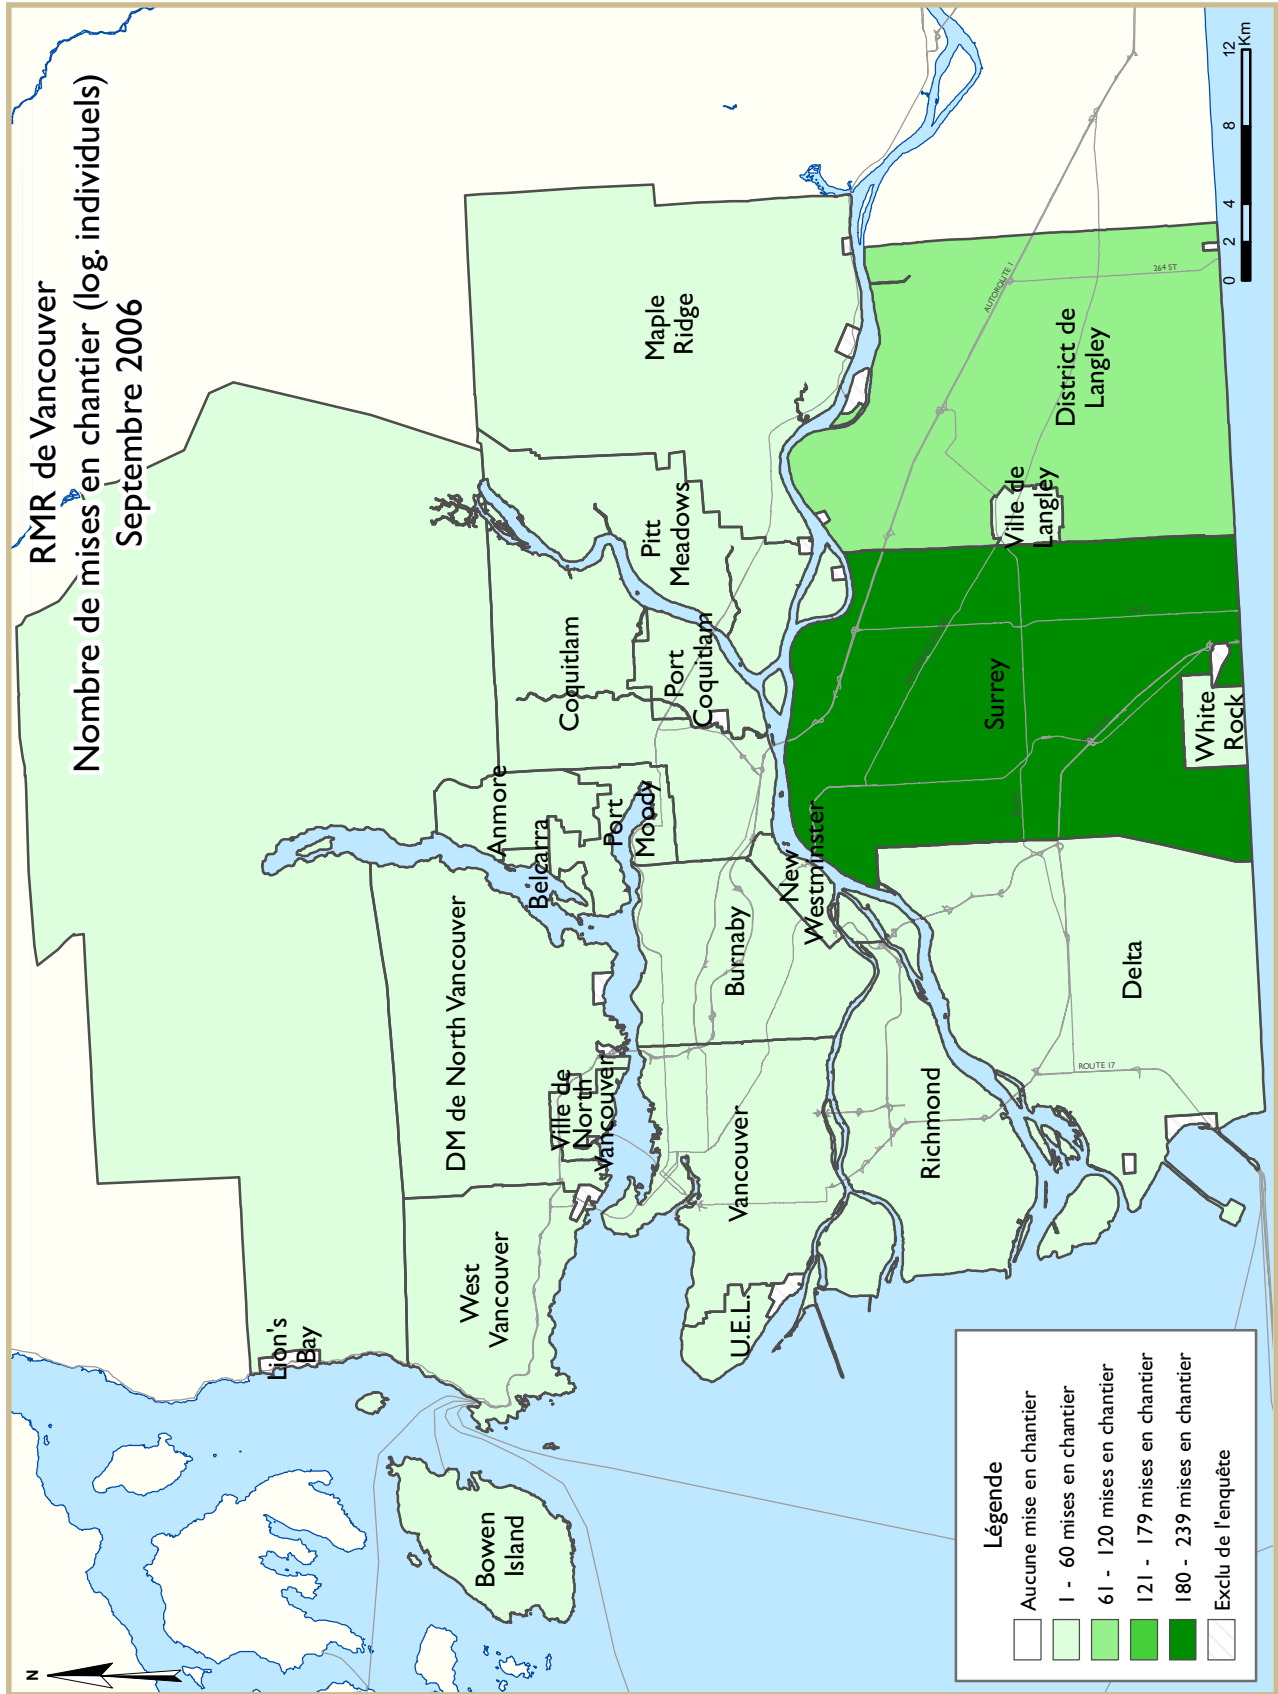 RMR de Vancouver
Nombre de mises en chantier (log. individuels)
Septembre 2006
N
Lion's
Bay
Bowen
Island
West
Vancouver
DM de North Vancouver
Ville de
North
Vancouver
Anmore
Belcarra
Port
Moody
Coquitlam
Port
Coquitlam
Pitt
Meadows
Maple
Ridge
U.E.L.
Vancouver
Burnaby
New
Westminster
Richmond
Delta
Surrey
White
Rock
Ville de
Langley
District de
Langley
AUTOROUTE 1
264 ST
ROUTE 17
Légende
Aucune mise en chantier
1 - 60 mises en chantier
61 - 120 mises en chantier
121 - 179 mises en chantier
180 - 239 mises en chantier
Exclu de l'enquête
0 2 4 8 12
Km